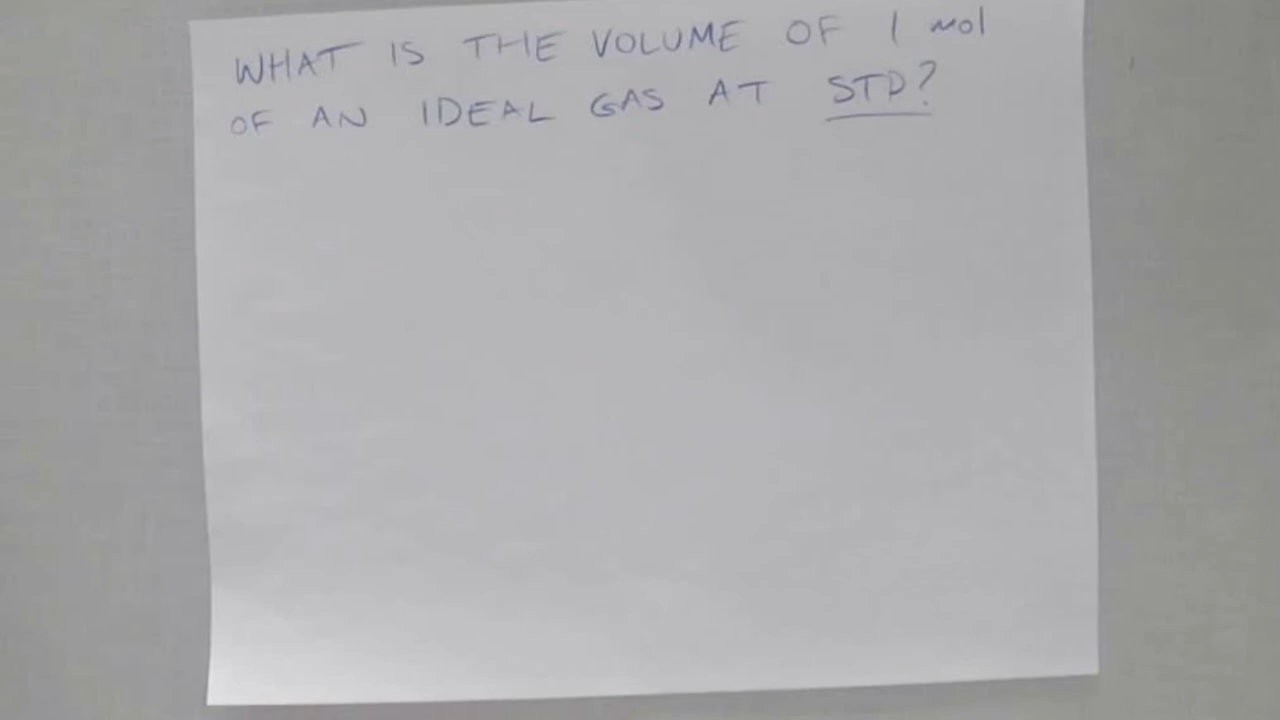 WHAT IS THE VOLUME OF 1 mol
OF AN IDEAL GAS AT STP?